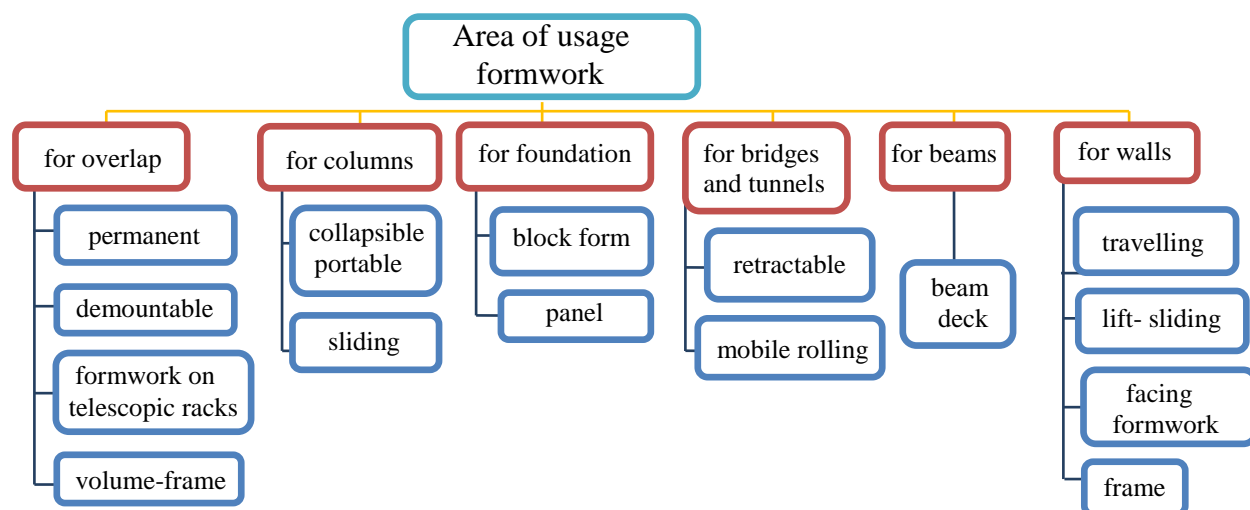 Area of usage
formwork
for overlap
permanent
demountable
formwork on
telescopic racks
volume-frame
for columns
collapsible
portable
sliding
for foundation
block form
panel
for bridges
and tunnels
retractable
mobile rolling
for beams
beam
deck
for walls
travelling
lift- sliding
facing
formwork
frame